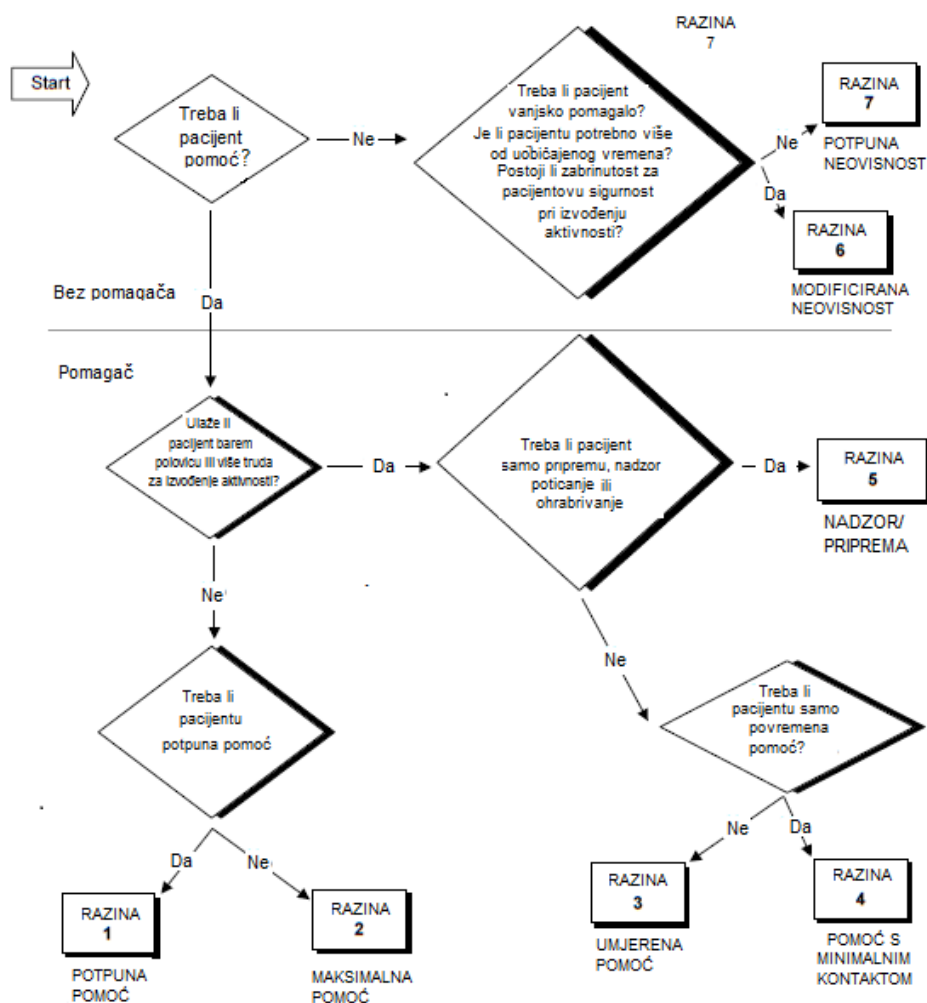 RAZINA
7
Start
Treba li
pacijent
pomoć?
Ne
Treba li pacijent
vanjsko pomagalo?
Je li pacijentu potrebno više
od uobičajenog vremena?
Postoji li zabrinutost za
pacijentovu sigurnost
pri izvođenju
aktivnosti?
Ne
RAZINA
7
POTPUNA
NEOVISNOST
Da
RAZINA
6
MODIFICIRANA
NEOVISNOST
Bez pomagača
Da
Pomagač
Ulaže li
pacijent barem
polovicu ili više truda
za izvođenje aktivnosti?
Da
Treba li pacijent
samo pripremu, nadzor
poticanje ili
ohrabrivanje
Da
RAZINA
5
NADZOR/
PRIPREMA
Ne
Ne
Treba li
pacijentu
potpuna pomoć
Treba li
pacijentu samo
povremena
pomoć?
Da
Ne
Ne
Da
RAZINA
1
POTPUNA
POMOĆ
RAZINA
2
MAKSIMALNA
POMOĆ
RAZINA
3
UMJERENA
POMOĆ
RAZINA
4
POMOĆ S
MINIMALNIM
KONTAKTOM